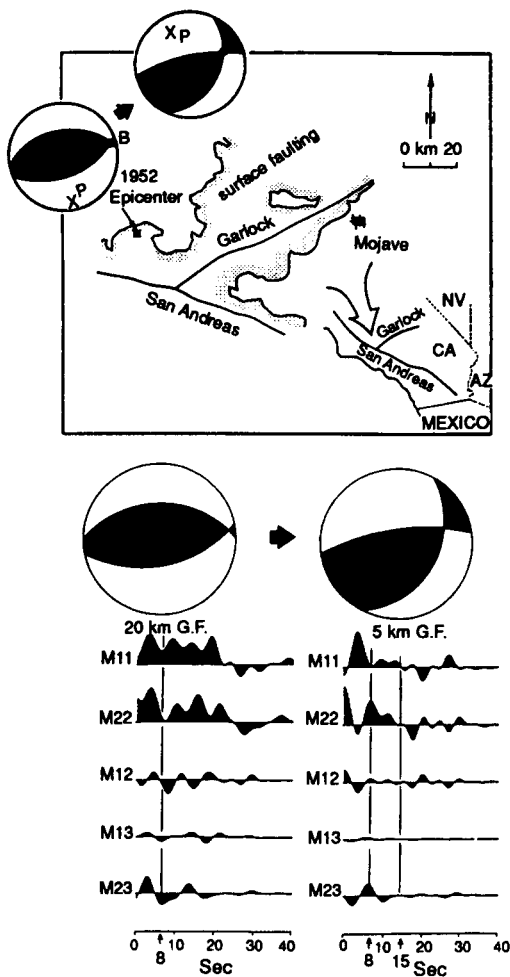 XP
B
XP
N
0 km 20
1952
Epicenter
surface faulting
Garlock
Mojave
San Andreas
NV
Garlock
CA
San Andreas
AZ
MEXICO
20 km G.F.
5 km G.F.
M11
M11
M22
M22
M12
M12
M13
M13
M23
M23
0 10 20 30 40
8
Sec
0 10 20 30 40
8 15
Sec